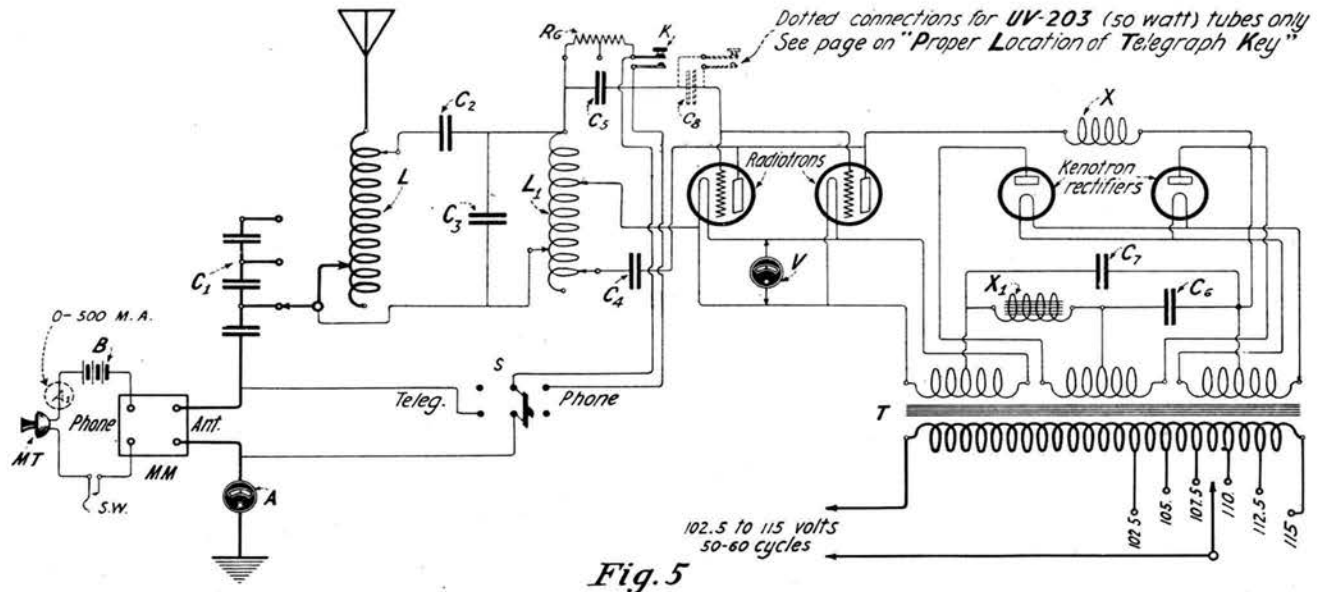 Dotted connections for UV-203 (50 watt) tubes only
See page on "Proper Location of Telegraph Key"
RG
K
C2
C5
C8
X
L
L1
Radiotrons
Kenotron
rectifiers
C3
C1
C4
V
C7
X1
C6
0-500 M.A.
B
A1
S
Teleg.
Phone
Phone
Ant.
MT
MM
S.W.
A
T
102.5
105.
107.5
110.
112.5
115
102.5 to 115 volts
50-60 cycles
Fig. 5